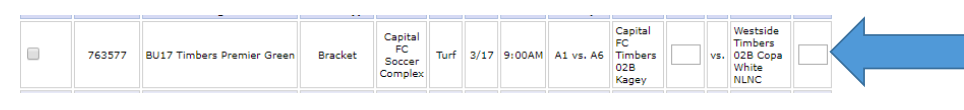 763577 BU17 Timbers Premier Green Bracket
Capital
FC
Soccer
Complex
Turf 3/17 9:00AM A1 vs. A6
Capital
FC
Timbers
02B
Kagey
vs.
Westside
Timbers
02B Copa
White
NLNC